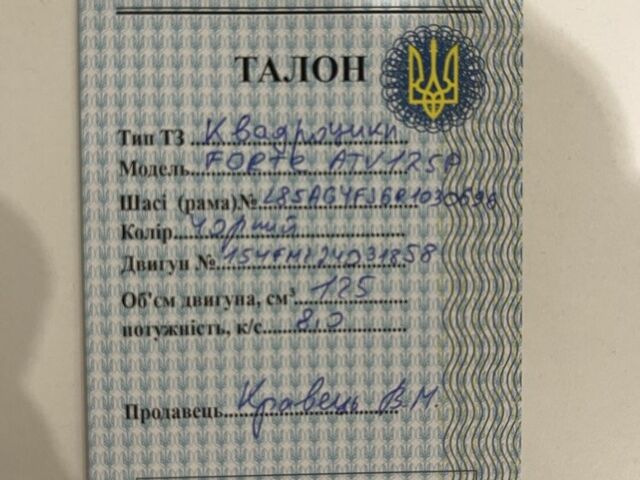 ТАЛОН
Тип ТЗ Квадроцикл
Модель Forte ATV125P
Шасі (рама)№ L85AGYFJ6R1030696
Колір Чорний
Двигун № 154FMI24031858
Об'єм двигуна, см³ 125
потужність, к/с 8,0
Продавець Кравець В.М.